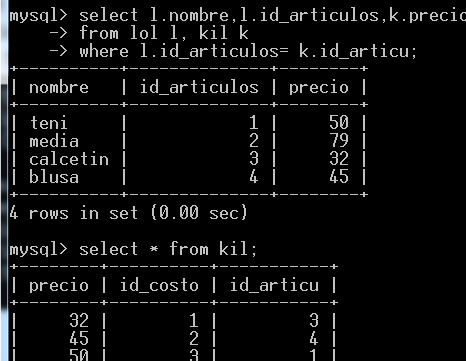 mysql> select l.nombre,l.id_articulos,k.precio
-> from lol l, kil k
-> where l.id_articulos= k.id_articu;
+----------+--------------+--------+
| nombre | id_articulos | precio |
+----------+--------------+--------+
| teni | 1 | 50 |
| media | 2 | 79 |
| calcetin | 3 | 32 |
| blusa | 4 | 45 |
+----------+--------------+--------+
4 rows in set (0.00 sec)
mysql> select * from kil;
+--------+----------+-----------+
| precio | id_costo | id_articu |
+--------+----------+-----------+
| 32 | 1 | 3 |
| 45 | 2 | 4 |
| 50 | 3 | 1 |